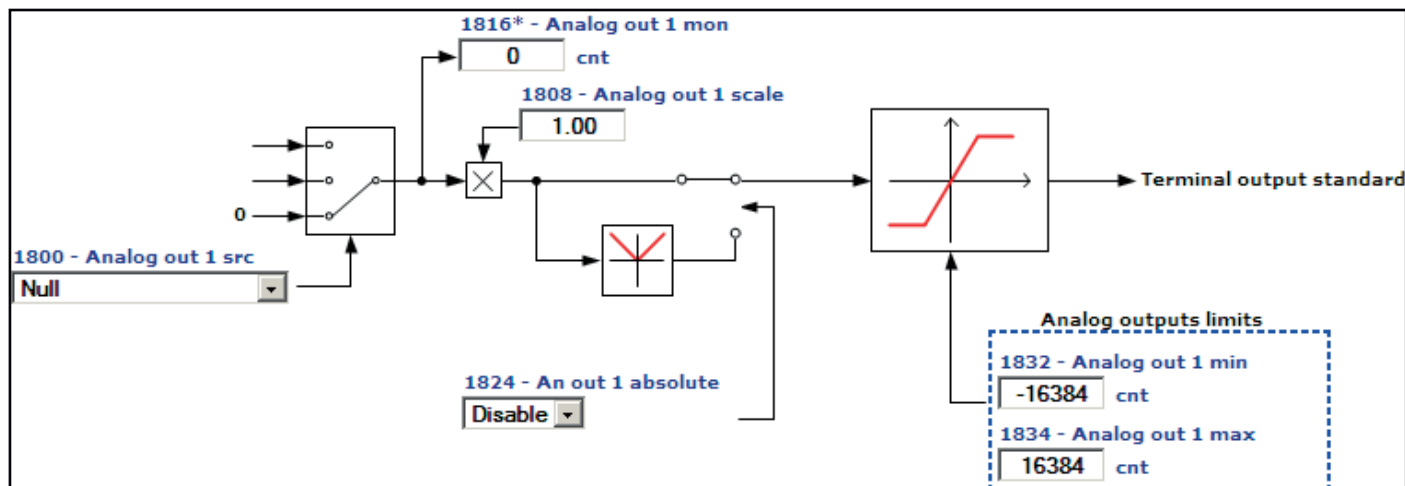 1816* - Analog out 1 mon
0 cnt
1808 - Analog out 1 scale
1.00
0
Terminal output standard
1800 - Analog out 1 src
Null
Analog outputs limits
1832 - Analog out 1 min
-16384 cnt
1824 - An out 1 absolute
Disable
1834 - Analog out 1 max
16384 cnt